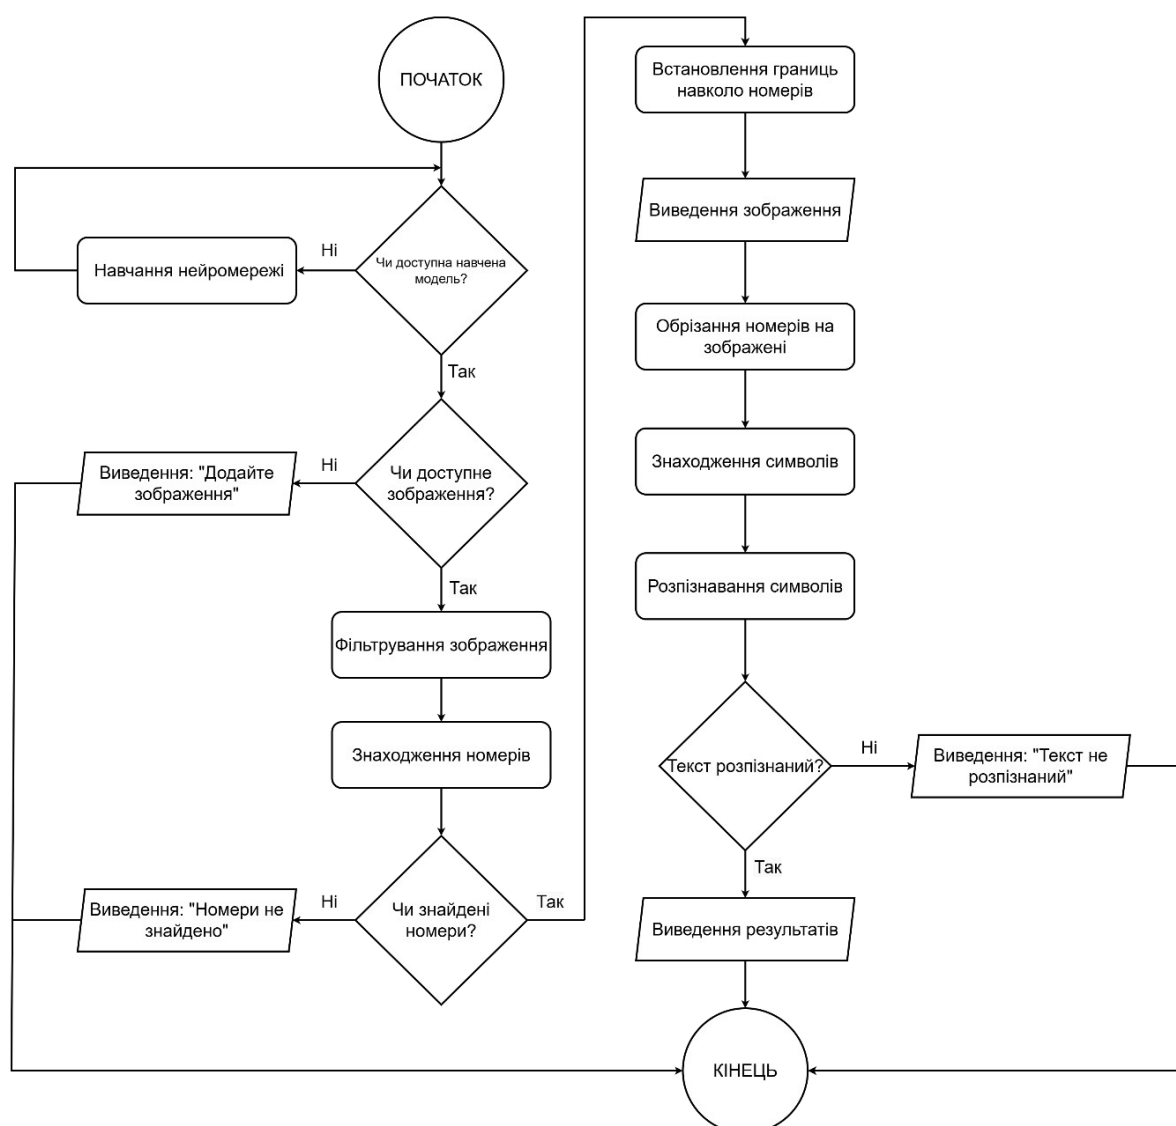 ПОЧАТОК
Чи доступна навчена
модель?
Ні
Навчання нейромережі
Так
Чи доступне
зображення?
Ні
Виведення: "Додайте
зображення"
Так
Фільтрування зображення
Знаходження номерів
Чи знайдені
номери?
Ні
Виведення: "Номери не
знайдено"
Так
Встановлення границь
навколо номерів
Виведення зображення
Обрізання номерів на
зображені
Знаходження символів
Розпізнавання символів
Текст розпізнаний?
Ні
Виведення: "Текст не
розпізнаний"
Так
Виведення результатів
КІНЕЦЬ